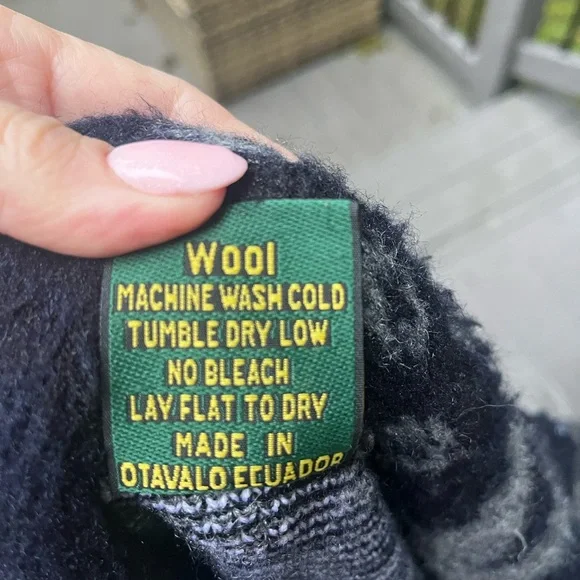 Wool
MACHINE WASH COLD
TUMBLE DRY LOW
NO BLEACH
LAY FLAT TO DRY
MADE IN
OTAVALO ECUADOR